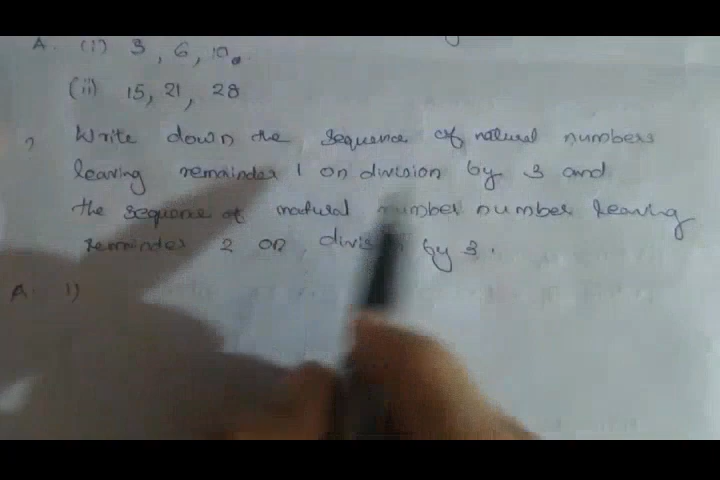 A. (i) 3, 6, 10.
(ii) 15, 21, 28
? Write down the sequence of natural numbers
leaving remainder 1 on division by 3 and
the sequence of natural number number leaving
remainder 2 on division by 3.
A. 1)